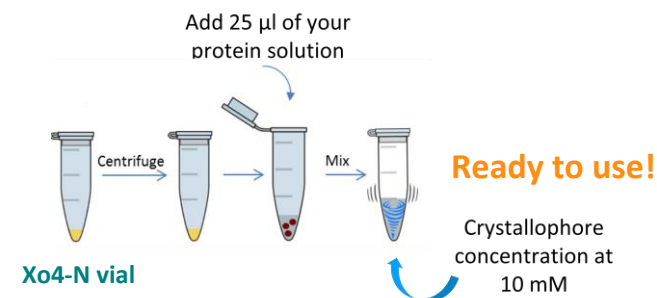 Add 25 µl of your
protein solution
Centrifuge
Mix
Ready to use!
Crystallophore
concentration at
10 mM
Xo4-N vial